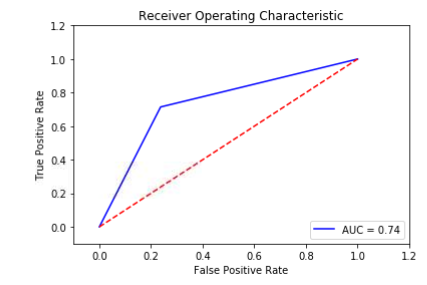 Receiver Operating Characteristic
1.2
1.0
0.8
0.6
0.4
0.2
0.0
True Positive Rate
AUC = 0.74
0.0 0.2 0.4 0.6 0.8 1.0 1.2
False Positive Rate